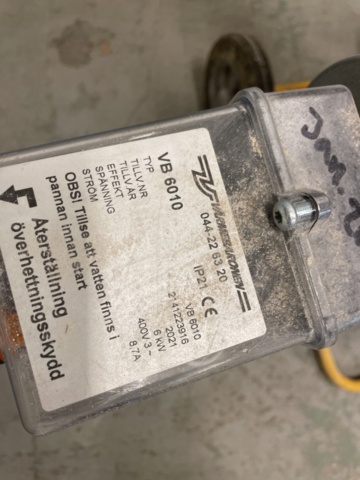 VÄRMEKRONEN
044-22 63 20
IP21 CE
VB 6010
TYP VB 6010
TILLV.NR 2141223916
TILLV.ÅR 2021
EFFEKT 6 kW
SPÄNNING 400V 3~
STRÖM 8.7A
OBS! Tillse att vatten finns i
pannan innan start
Återställning
överhettningsskydd